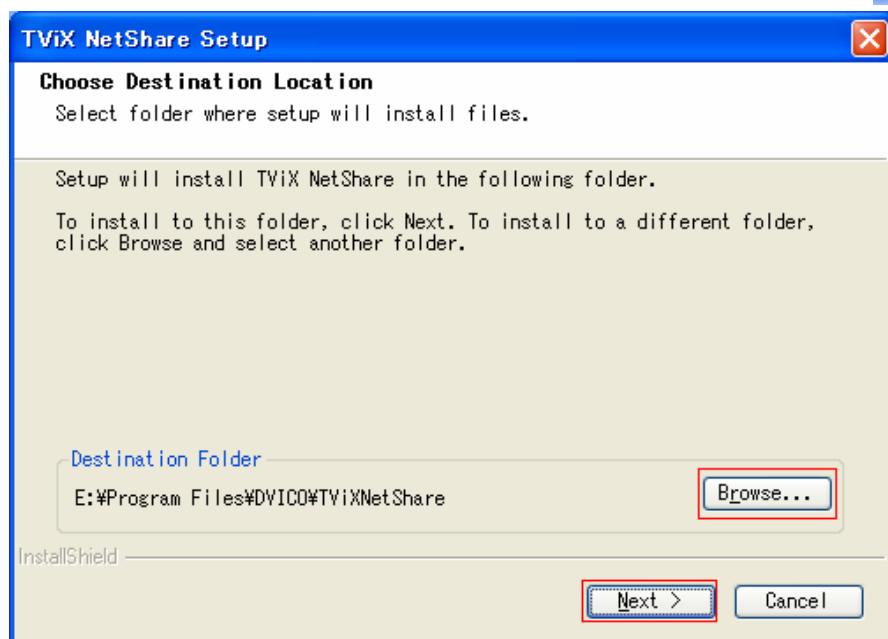 TViX NetShare Setup
Choose Destination Location
Select folder where setup will install files.
Setup will install TViX NetShare in the following folder.
To install to this folder, click Next. To install to a different folder,
click Browse and select another folder.
Destination Folder
E:¥Program Files¥DVICO¥TViXNetShare
Browse...
InstallShield
Next >
Cancel